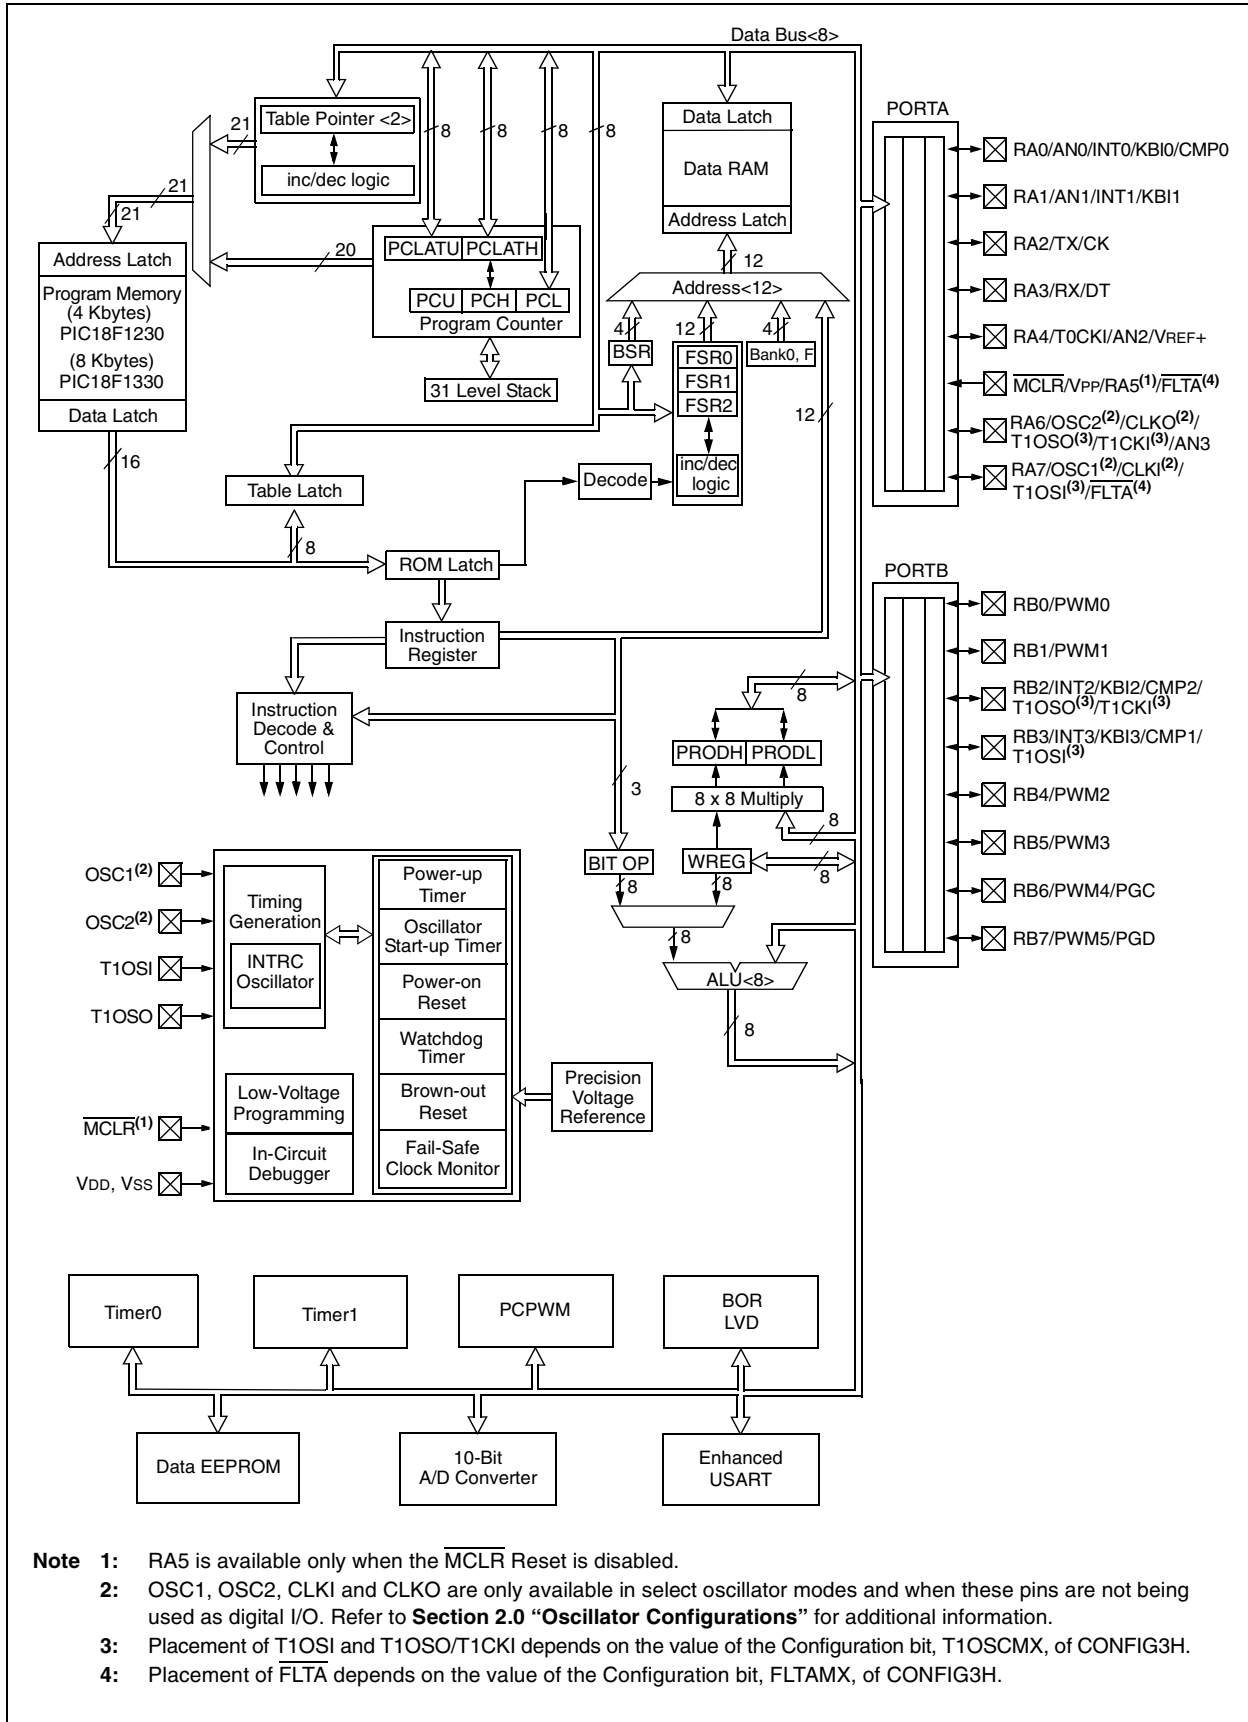 Data Bus<8>
Table Pointer <2>
inc/dec logic
21
21
21
20
8
8
8
8
PCLATU PCLATH
PCU PCH PCL
Program Counter
31 Level Stack
Address Latch
Program Memory
(4 Kbytes)
PIC18F1230
(8 Kbytes)
PIC18F1330
Data Latch
16
Data Latch
Data RAM
Address Latch
12
Address<12>
4
12
4
BSR
FSR0
FSR1
FSR2
inc/dec
logic
Bank0, F
12
Table Latch
8
Decode
ROM Latch
Instruction
Register
Instruction
Decode &
Control
8
PRODH PRODL
3
8 x 8 Multiply
8
BIT OP
WREG
8
8
8
8
ALU<8>
8
PORTA
RA0/AN0/INT0/KBI0/CMP0
RA1/AN1/INT1/KBI1
RA2/TX/CK
RA3/RX/DT
RA4/T0CKI/AN2/VREF+
MCLR/VPP/RA5(1)/FLTA(4)
RA6/OSC2(2)/CLKO(2)/
T1OSO(3)/T1CKI(3)/AN3
RA7/OSC1(2)/CLKI(2)/
T1OSI(3)/FLTA(4)
PORTB
RB0/PWM0
RB1/PWM1
RB2/INT2/KBI2/CMP2/
T1OSO(3)/T1CKI(3)
RB3/INT3/KBI3/CMP1/
T1OSI(3)
RB4/PWM2
RB5/PWM3
RB6/PWM4/PGC
RB7/PWM5/PGD
OSC1(2)
OSC2(2)
T1OSI
T1OSO
MCLR(1)
VDD, VSS
Timing
Generation
INTRC
Oscillator
Low-Voltage
Programming
In-Circuit
Debugger
Power-up
Timer
Oscillator
Start-up Timer
Power-on
Reset
Watchdog
Timer
Brown-out
Reset
Fail-Safe
Clock Monitor
Precision
Voltage
Reference
Timer0
Timer1
PCPWM
BOR
LVD
Data EEPROM
10-Bit
A/D Converter
Enhanced
USART
Note 1: RA5 is available only when the MCLR Reset is disabled.
2: OSC1, OSC2, CLKI and CLKO are only available in select oscillator modes and when these pins are not being
used as digital I/O. Refer to Section 2.0 “Oscillator Configurations” for additional information.
3: Placement of T1OSI and T1OSO/T1CKI depends on the value of the Configuration bit, T1OSCMX, of CONFIG3H.
4: Placement of FLTA depends on the value of the Configuration bit, FLTAMX, of CONFIG3H.